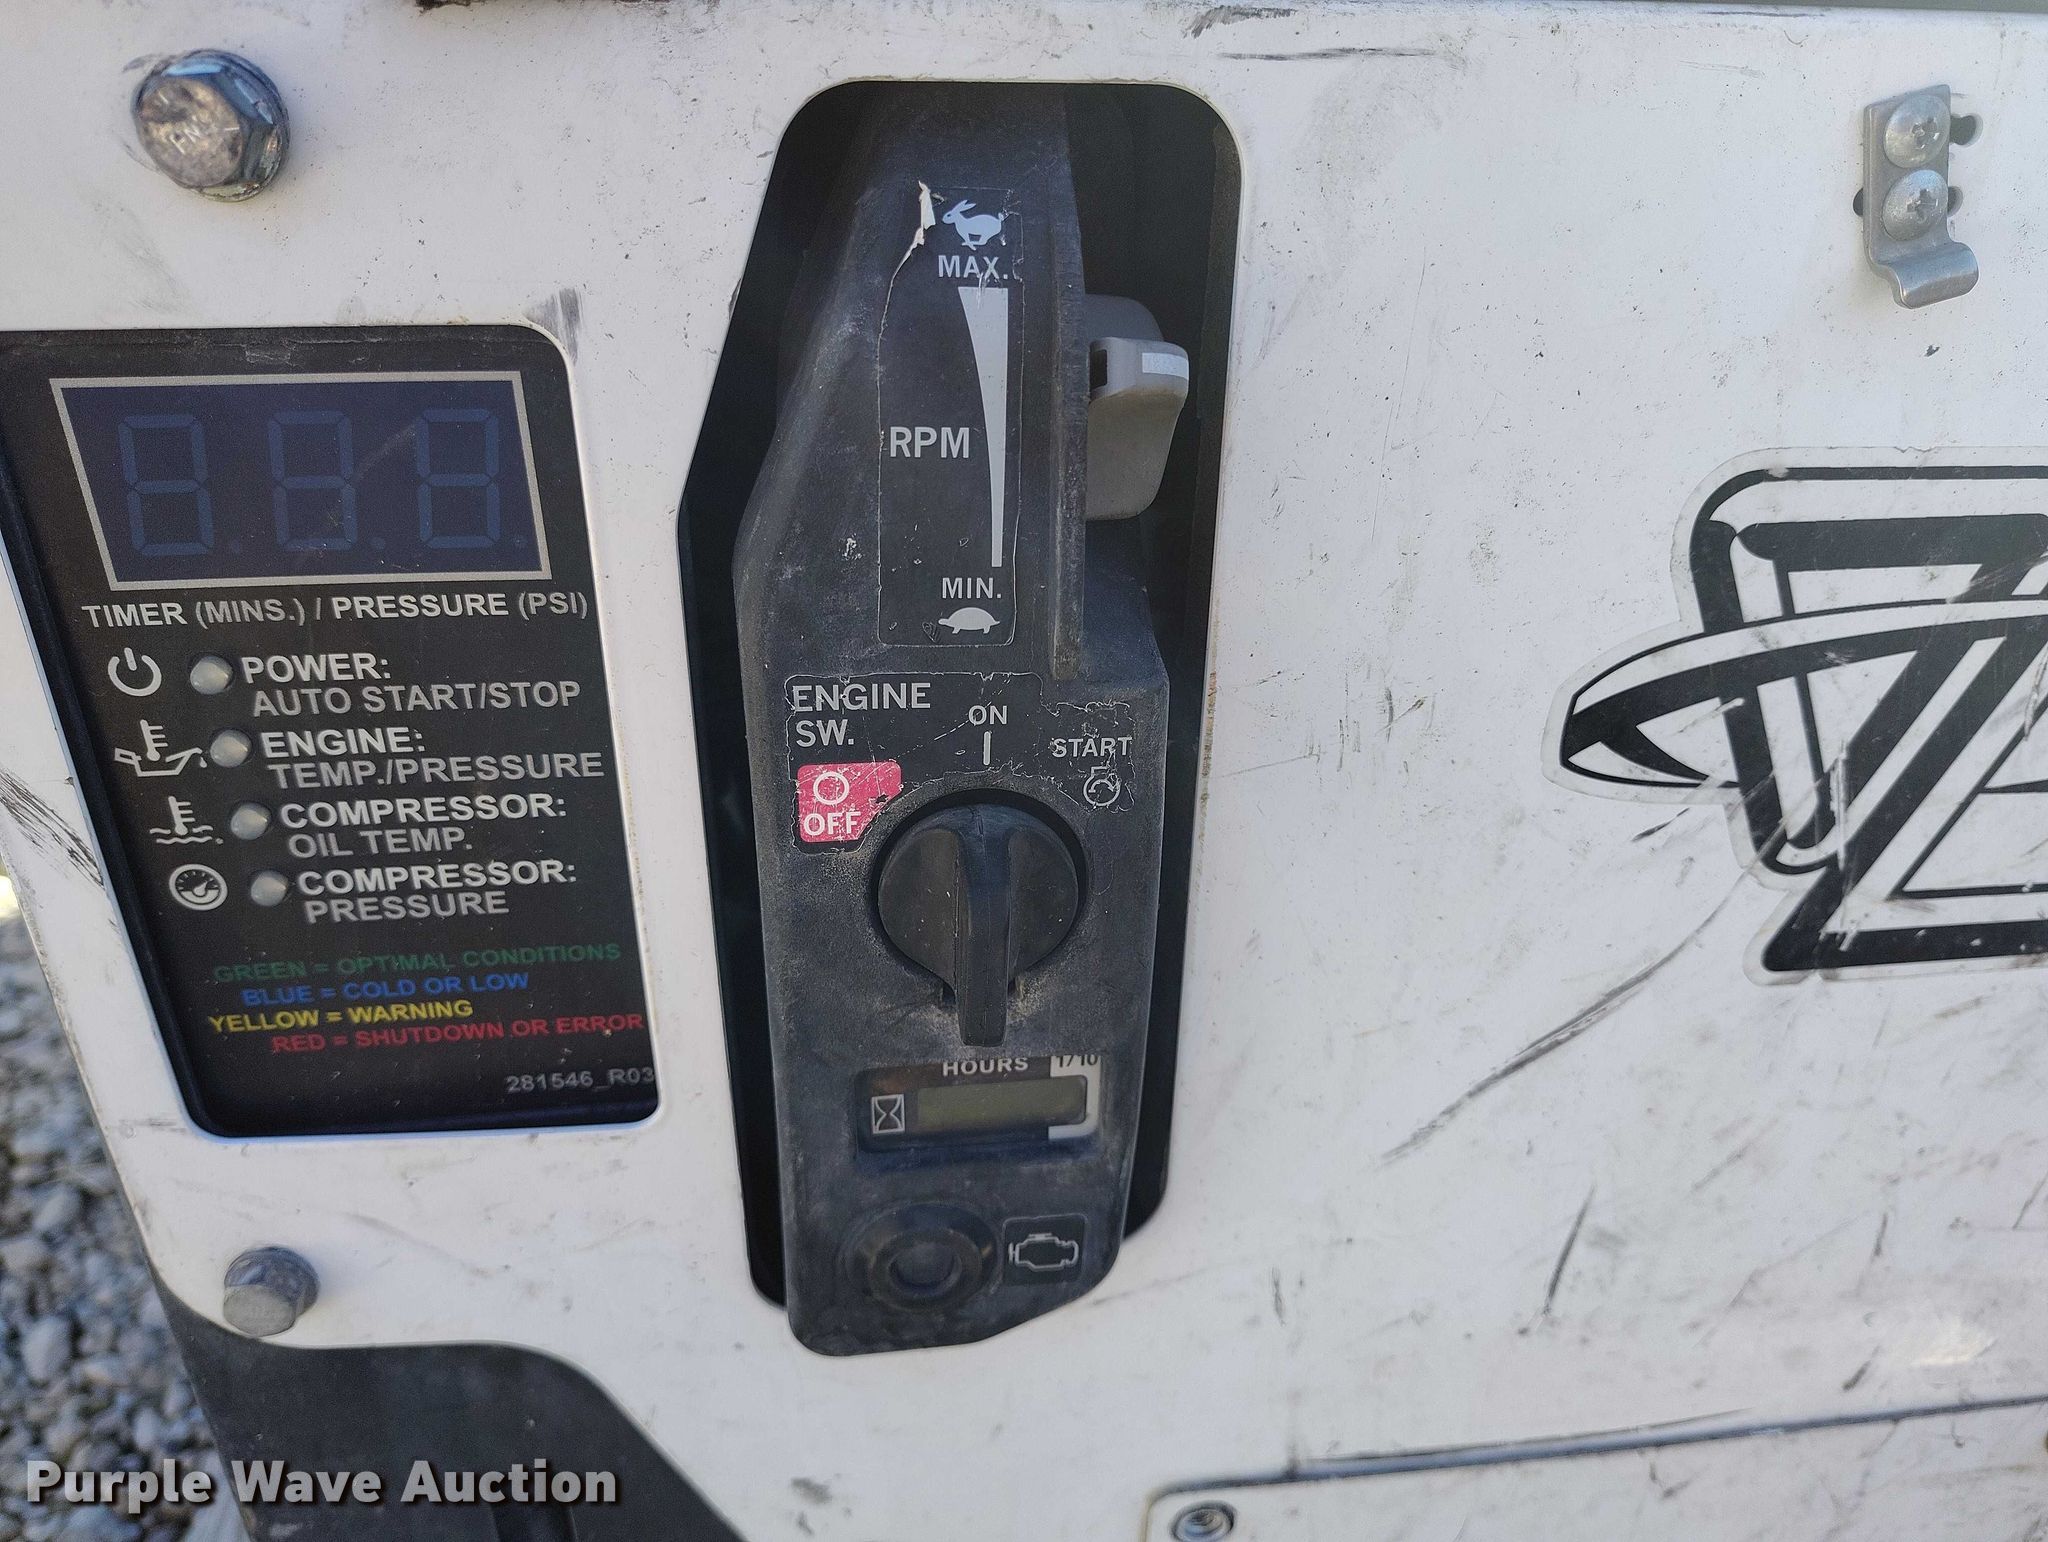 TIMER (MINS.) / PRESSURE (PSI)
POWER:
AUTO START/STOP
ENGINE:
TEMP./PRESSURE
COMPRESSOR:
OIL TEMP.
COMPRESSOR:
PRESSURE
GREEN = OPTIMAL CONDITIONS
BLUE = COLD OR LOW
YELLOW = WARNING
RED = SHUTDOWN OR ERROR
281546_R03
MAX.
RPM
MIN.
ENGINE
SW.
ON
START
OFF
HOURS
1/10
Purple Wave Auction